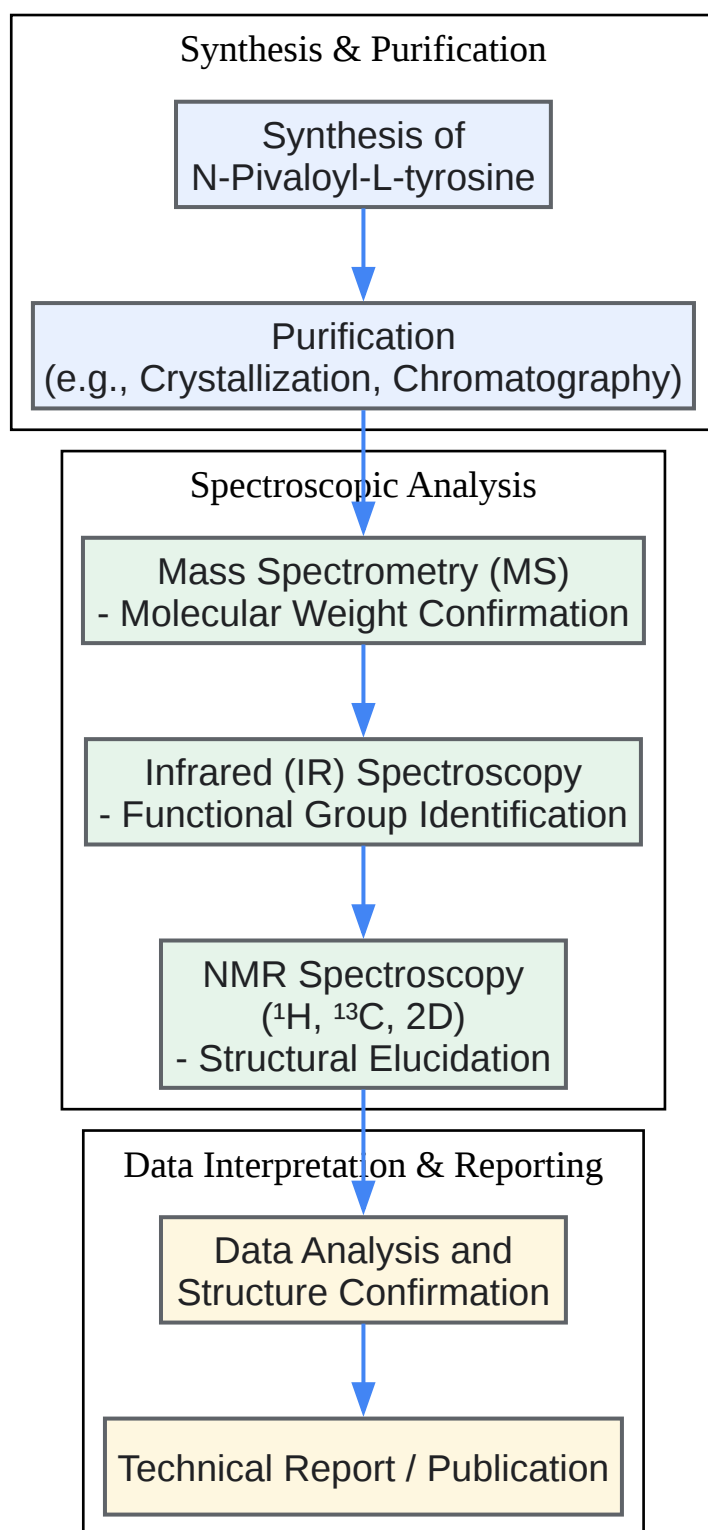 Synthesis & Purification
Synthesis of
N-Pivaloyl-L-tyrosine
Purification
(e.g., Crystallization, Chromatography)
Spectroscopic Analysis
Mass Spectrometry (MS)
- Molecular Weight Confirmation
Infrared (IR) Spectroscopy
- Functional Group Identification
NMR Spectroscopy
(¹H, ¹³C, 2D)
- Structural Elucidation
Data Interpretation & Reporting
Data Analysis and
Structure Confirmation
Technical Report / Publication